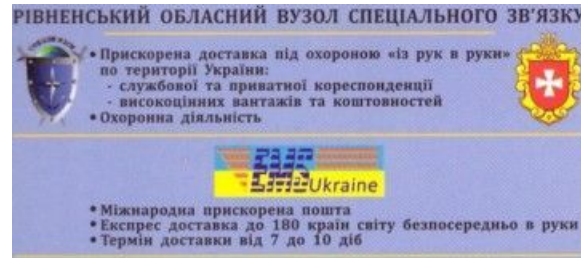 РІВНЕНСЬКИЙ ОБЛАСНИЙ ВУЗОЛ СПЕЦІАЛЬНОГО ЗВ'ЯЗКУ
• Прискорена доставка під охороною «із рук в руки»
по території України:
- службової та приватної кореспонденції
- високоцінних вантажів та коштовностей
• Охоронна діяльність
EMS Ukraine
• Міжнародна прискорена пошта
• Експрес доставка до 180 країн світу безпосередньо в руки
• Термін доставки від 7 до 10 діб